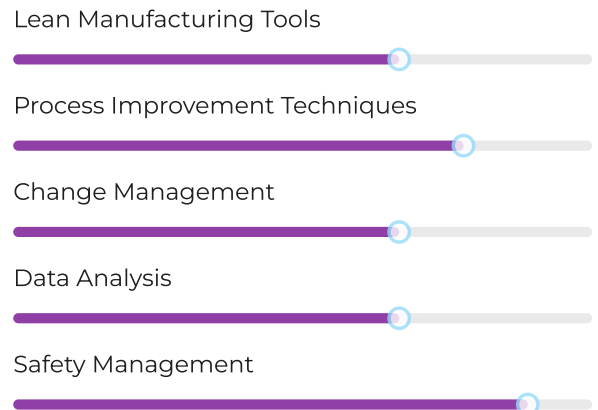 Lean Manufacturing Tools
Process Improvement Techniques
Change Management
Data Analysis
Safety Management